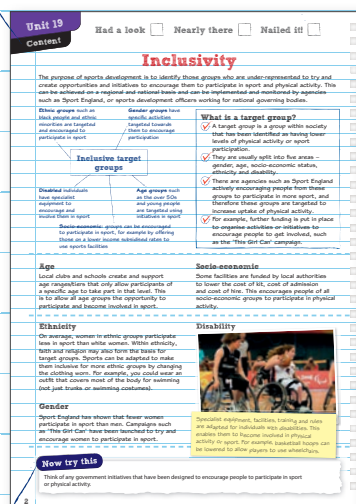 Unit 19
Content
Had a look
Nearly there
Nailed it!
Inclusivity
The purpose of sports development is to identify those groups who are under-represented to try and
create opportunities and initiatives to encourage them to participate in sport and physical activity. This
can be achieved on a regional and rational basis and can be implemented and monitored by agencies
such as Sport England, or sports development officers working for rational governing bodies.
Ethnic groups such as
black people and ethnic
minorities are targeted
and encouraged to
participate in sport
Gender groups have
specific activities
targeted towards
them to encourage
participation
Inclusive target
groups
Disabled individuals
have specialist
equipment to
encourage and
involve them in sport
Age groups such
as the over 50s
and young people
are targeted using
initiatives in sport
Socio-economic groups can be encouraged
to participate in sport, for example by offering
those on a lower income subsidised rates to
use sports facilities
What is a target group?
A target group is a group within society
that has been identified as having lower
levels of physical activity or sport
participation.
They are usually split into five areas –
gender, age, socio-economic status,
ethnicity and disability.
There are agencies such as Sport England
actively encouraging people from these
groups to participate in more sport, and
therefore these groups are targeted to
increase uptake of physical activity.
For example, further funding is put in place
to organise activities or initiatives to
encourage people to get involved, such
as the 'This Girl Can' campaign.
Age
Local clubs and schools create and support
age ranges/tiers that only allow participants of
a specific age to take part in that level. This
is to allow all age groups the opportunity to
participate and become involved in sport.
Socio-economic
Some facilities are funded by local authorities
to lower the cost of kit, cost of admission
and cost of hire. This encourages people of all
socio-economic groups to participate in physical
activity.
Ethnicity
On average, women in ethnic groups participate
less in sport than white women. Within ethnicity,
faith and religion may also form the basis for
target groups. Sports can be adapted to make
them inclusive for more ethnic groups by changing
the clothing worn. For example, you could wear an
outfit that covers most of the body for swimming
(not just trunks or swimming costumes).
Gender
Sport England has shown that fewer women
participate in sport than men. Campaigns such
as 'This Girl Can' have been launched to try and
encourage women to participate in sport.
Disability
Specialist equipment, facilities, training and rules
are adapted for individuals with disabilities. This
enables them to become involved in physical
activity or sport. For example, basketball hoops can
be lowered to allow players to use wheelchairs.
Now try this
Think of any government initiatives that have been designed to encourage people to participate in sport
or physical activity.
2